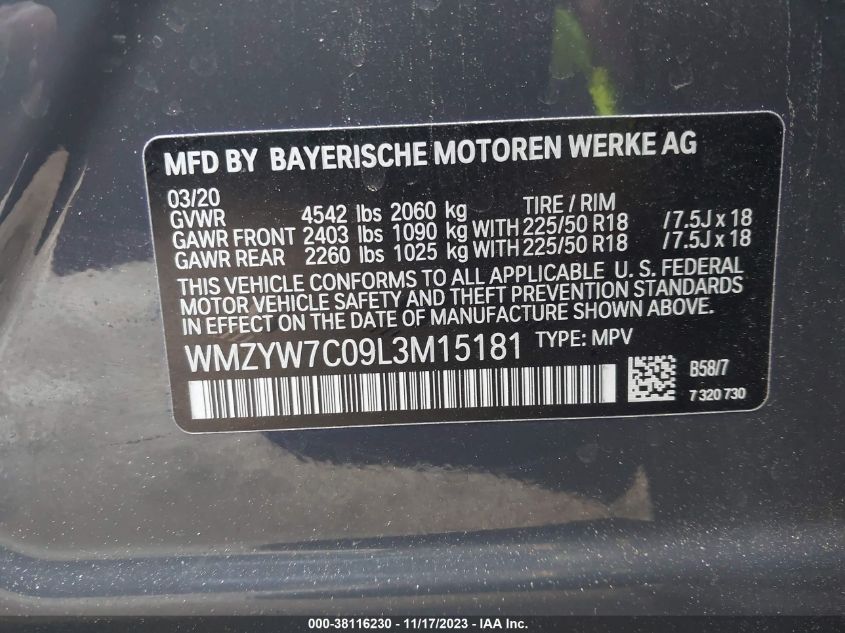 MFD BY BAYERISCHE MOTOREN WERKE AG
03/20 TIRE / RIM
GVWR 4542 lbs 2060 kg
GAWR FRONT 2403 lbs 1090 kg WITH 225/50 R18 /7.5J x 18
GAWR REAR 2260 lbs 1025 kg WITH 225/50 R18 /7.5J x 18
THIS VEHICLE CONFORMS TO ALL APPLICABLE U. S. FEDERAL
MOTOR VEHICLE SAFETY AND THEFT PREVENTION STANDARDS
IN EFFECT ON THE DATE OF MANUFACTURE SHOWN ABOVE.
WMZYW7C09L3M15181 TYPE: MPV
B58/7
7 320 730
000-38116230 - 11/17/2023 - © IAA, Inc.